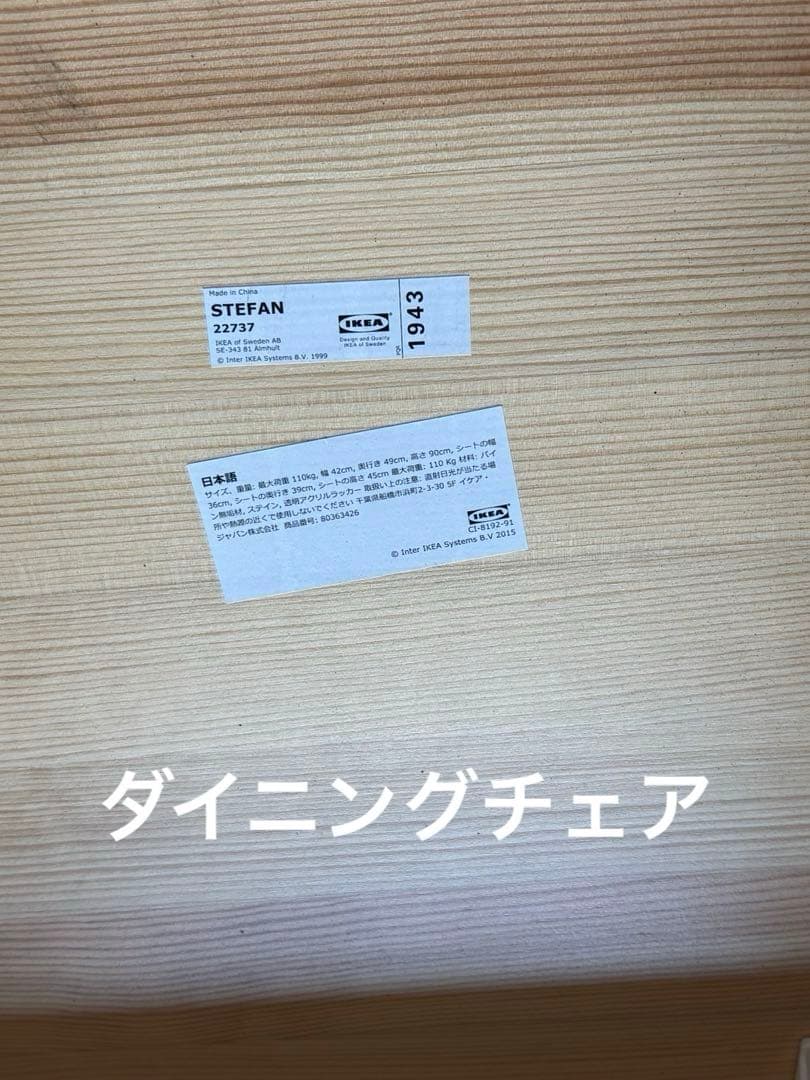 Made in China
STEFAN
22737
IKEA of Sweden AB
SE-343 81 Älmhult
© Inter IKEA Systems B.V. 1999
IKEA
Design and Quality
IKEA of Sweden
PQA
1943
日本語
サイズ、重量: 最大荷重 110kg, 幅 42cm, 奥行き 49cm, 高さ 90cm, シートの幅
36cm, シートの奥行き 39cm, シートの高さ 45cm 最大荷重: 110 Kg 材料: パイ
ン無垢材, ステイン, 透明アクリルラッカー 取扱い上の注意: 直射日光が当たる場
所や熱源の近くで使用しないでください 千葉県船橋市浜町2-3-30 5F イケア・
ジャパン株式会社 商品番号: 80363426
IKEA
CI-8192-91
© Inter IKEA Systems B.V 2015
ダイニングチェア